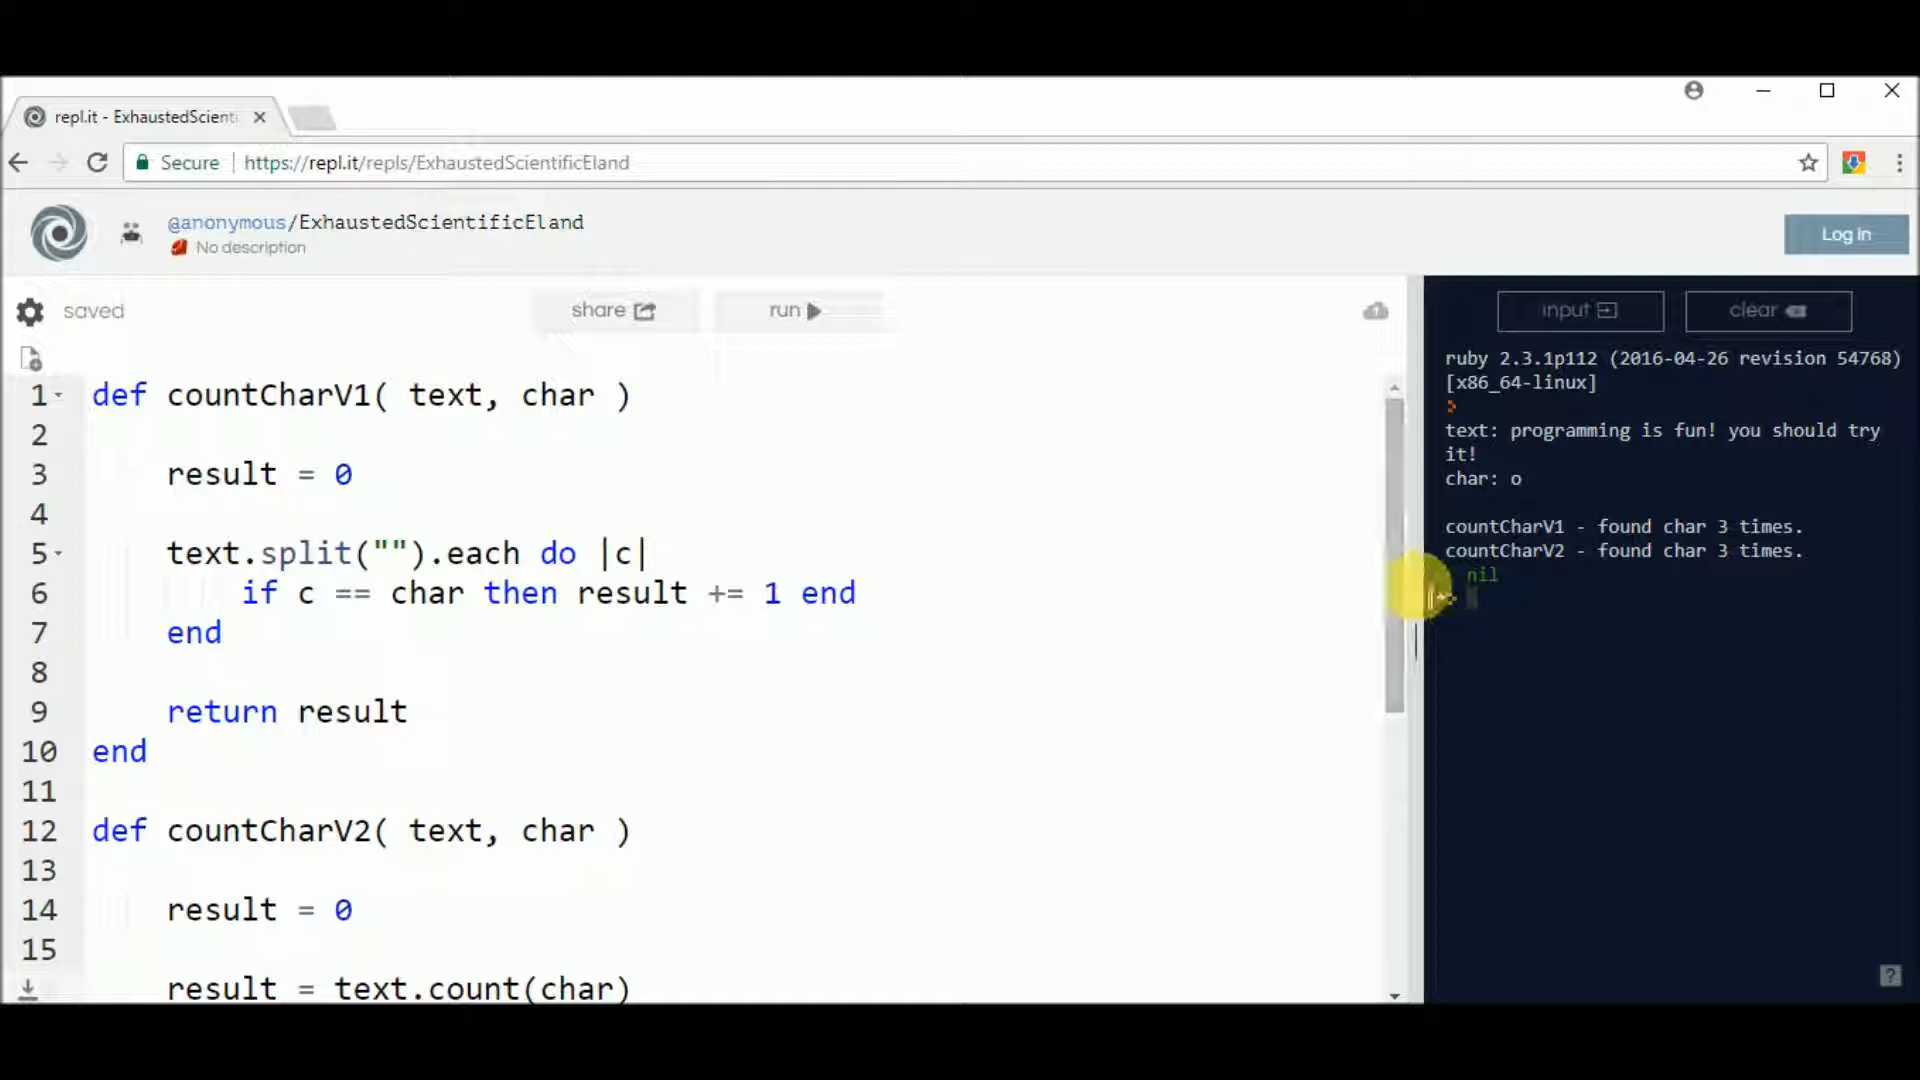 repl.it - ExhaustedScienti
Secure
https://repl.it/repls/ExhaustedScientificEland
@anonymous/ExhaustedScientificEland
No description
Log in
saved
share
run
input
clear
1
def countCharV1( text, char )
2
3
result = 0
4
5
text.split("").each do |c|
6
if c == char then result += 1 end
7
end
8
9
return result
10
end
11
12
def countCharV2( text, char )
13
14
result = 0
15
result = text.count(char)
ruby 2.3.1p112 (2016-04-26 revision 54768)
[x86_64-linux]
text: programming is fun! you should try
it!
char: o
countCharV1 - found char 3 times.
countCharV2 - found char 3 times.
nil
?